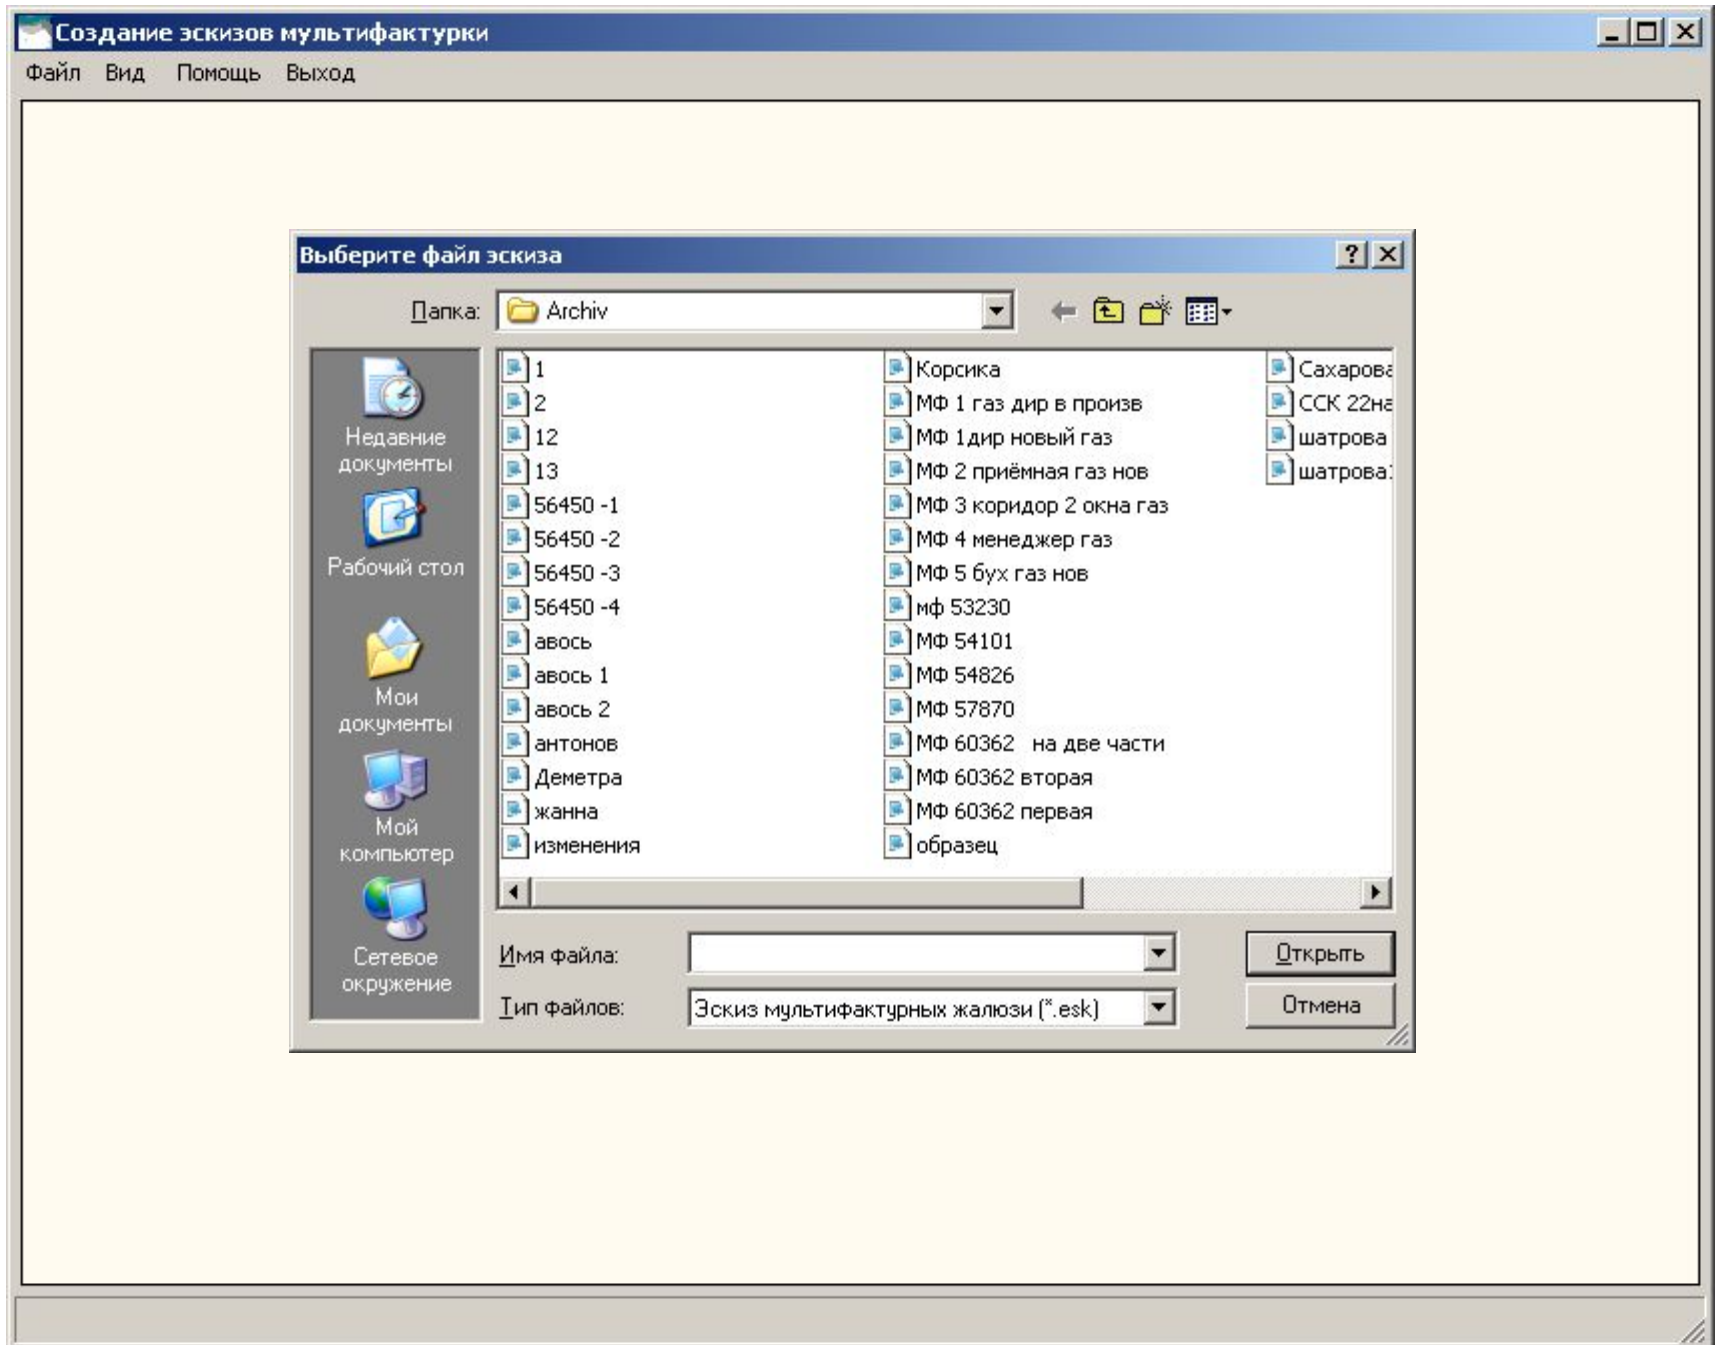 Создание эскизов мультифактурки
Файл Вид Помощь Выход
Выберите файл эскиза
Папка: Archiv
Недавние
документы
Рабочий стол
Мои
документы
Мой
компьютер
Сетевое
окружение
1
2
12
13
56450 -1
56450 -2
56450 -3
56450 -4
авось
авось 1
авось 2
антонов
Деметра
жанна
изменения
Корсика
МФ 1 газ дир в произв
МФ 1дир новый газ
МФ 2 приёмная газ нов
МФ 3 коридор 2 окна газ
МФ 4 менеджер газ
МФ 5 бух газ нов
мф 53230
МФ 54101
МФ 54826
МФ 57870
МФ 60362 на две части
МФ 60362 вторая
МФ 60362 первая
образец
Сахарова
ССК 22на
шатрова
шатрова
Имя файла:
Открыть
Тип файлов: Эскиз мультифактурных жалюзи (*.esk)
Отмена